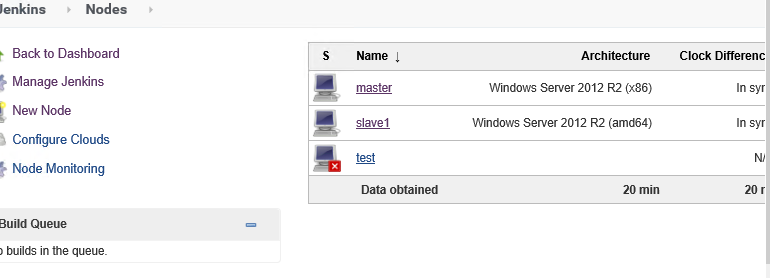 Jenkins Nodes
Back to Dashboard
Manage Jenkins
New Node
Configure Clouds
Node Monitoring
Build Queue
builds in the queue.
S Name ↓ Architecture Clock Differenc
master Windows Server 2012 R2 (x86) In syn
slave1 Windows Server 2012 R2 (amd64) In syn
test N/
Data obtained 20 min 20